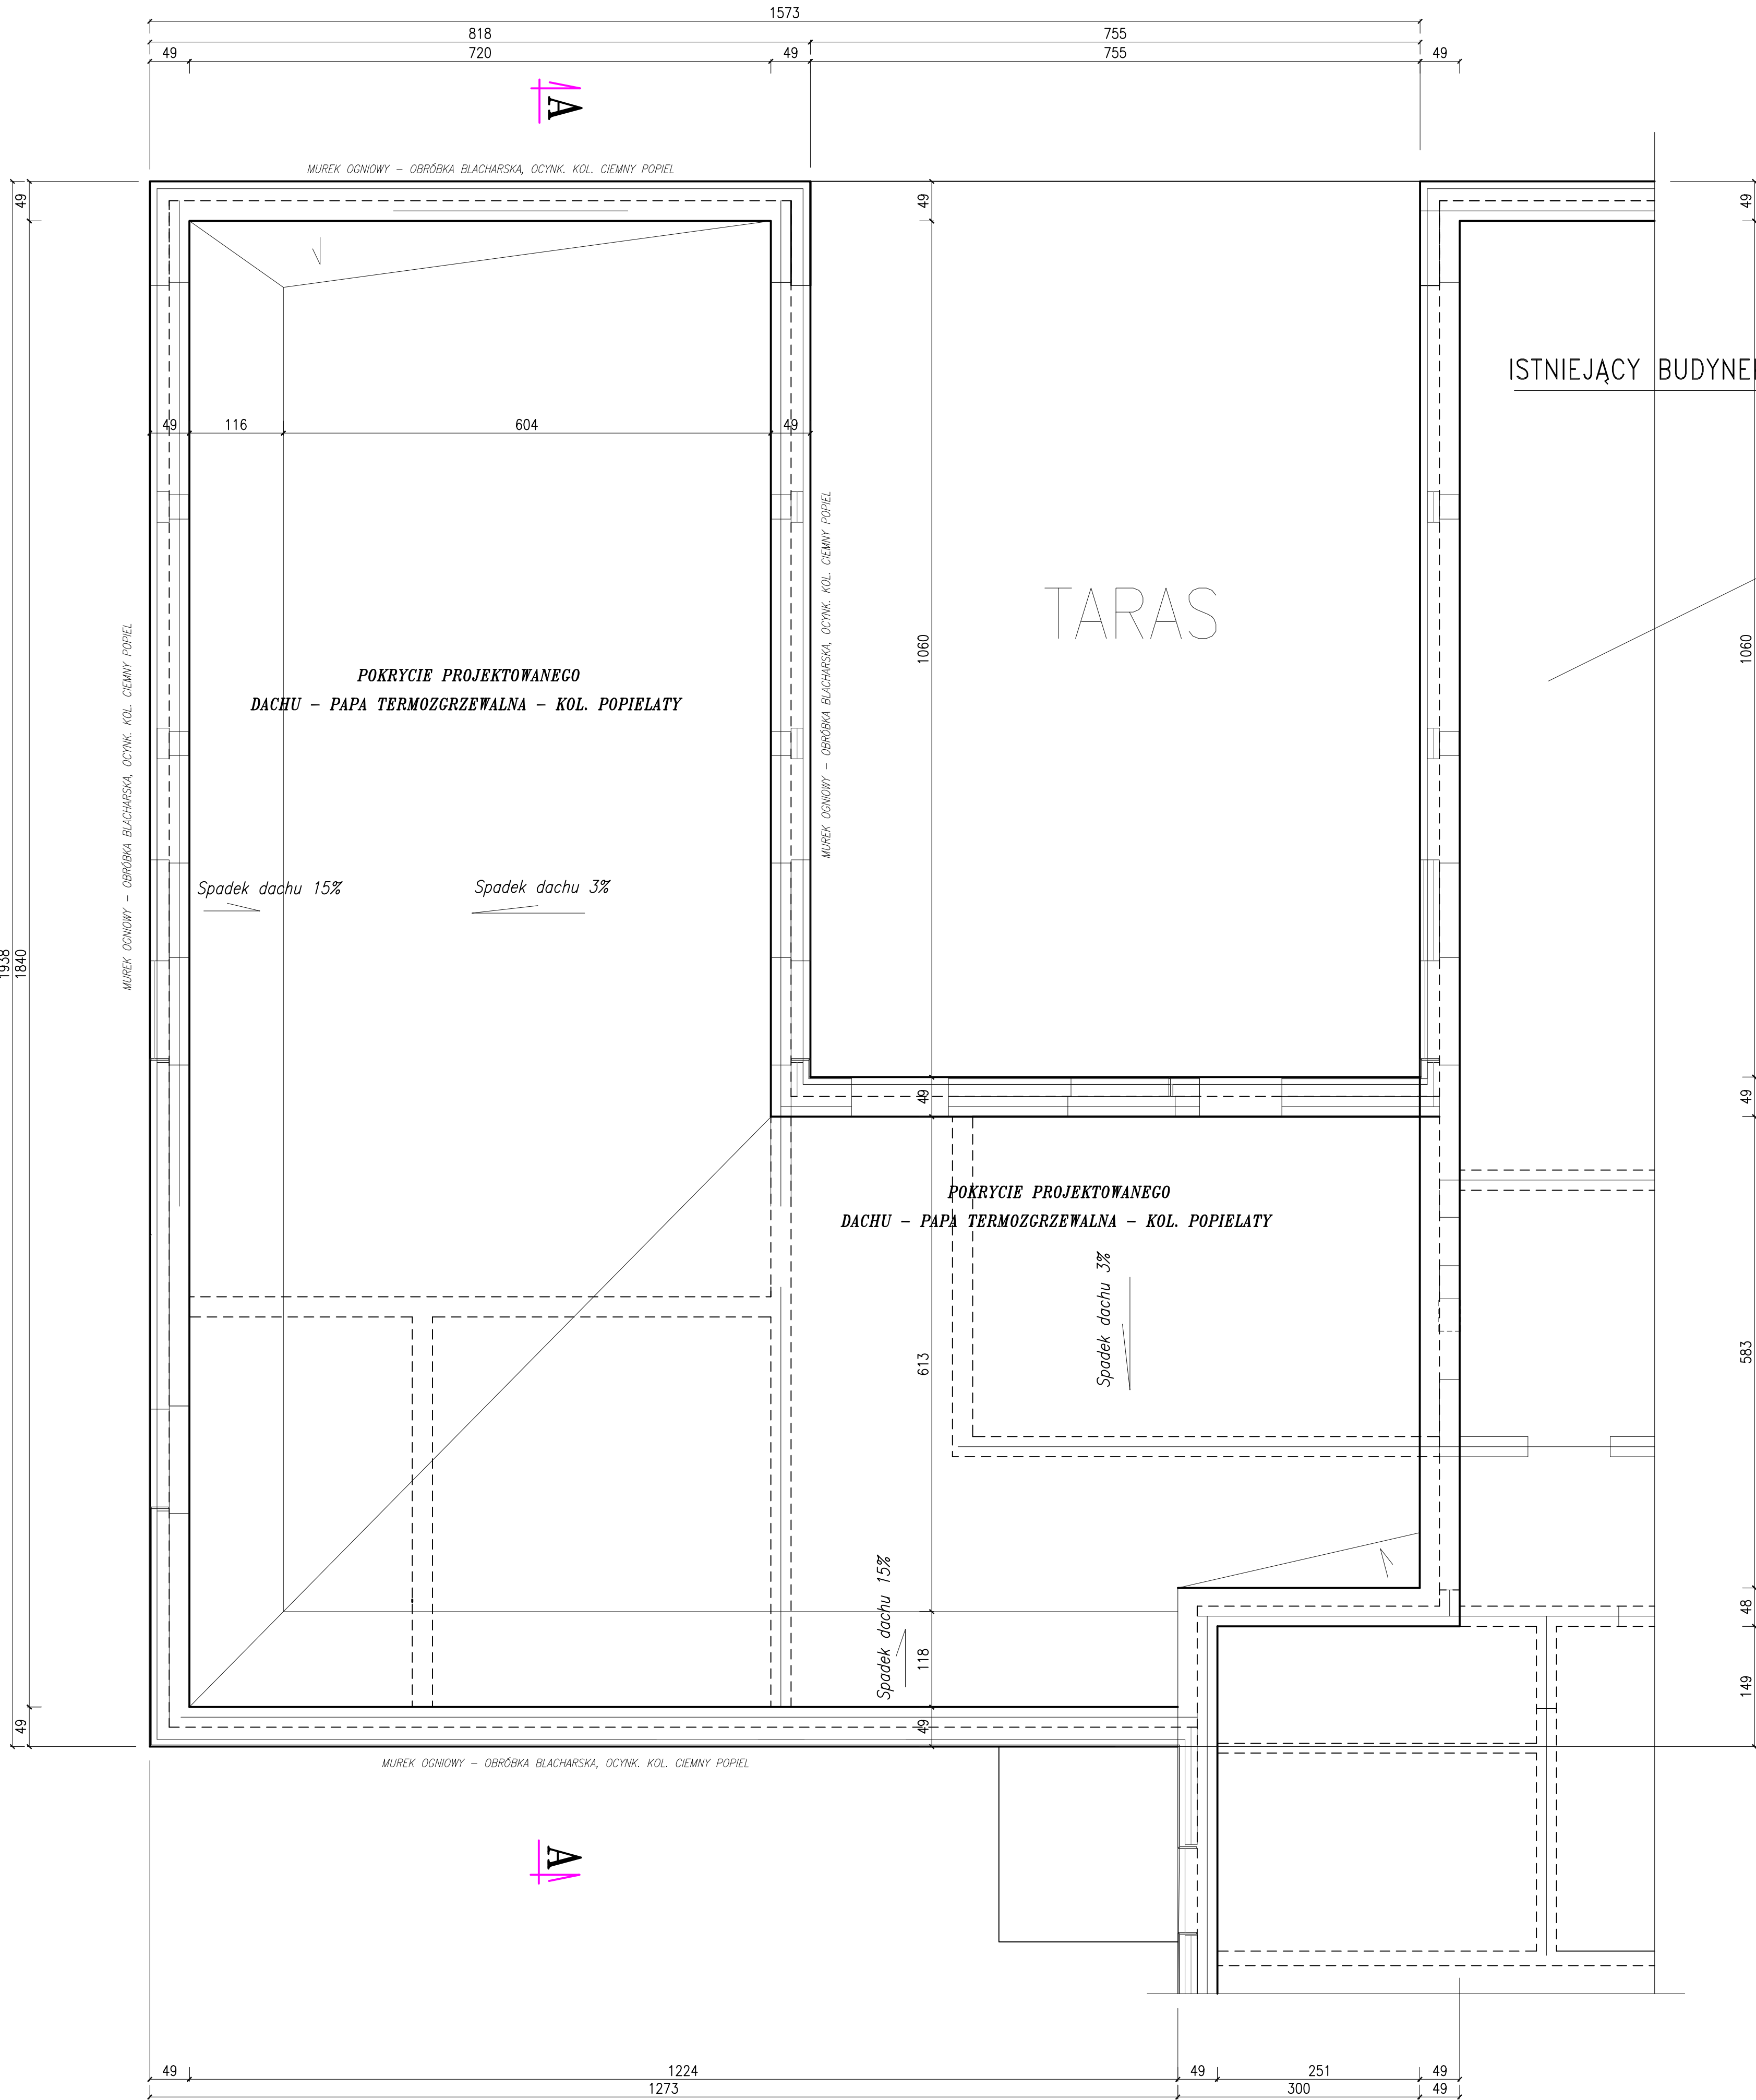 1573
818 755
49 720 49 755 49
A
MUREK OGNIOWY – OBRÓBKA BLACHARSKA, OCYNK. KOL. CIEMNY POPIEL
49 49 49
ISTNIEJĄCY
49 116 604 49
MUREK OGNIOWY – OBRÓBKA BLACHARSKA, OCYNK. KOL. CIEMNY POPIEL
TARAS
MUREK OGNIOWY – OBRÓBKA BLACHARSKA, OCYNK. KOL. CIEMNY POPIEL
1060 1060
POKRYCIE PROJEKTOWANEGO
DACHU – PAPA TERMOZGRZEWALNA – KOL. POPIELATY
Spadek dachu 15% Spadek dachu 3%
1938
1840
49 49
POKRYCIE PROJEKTOWANEGO
DACHU – PAPA TERMOZGRZEWALNA – KOL. POPIELATY
Spadek dachu 3%
613 583
Spadek dachu 15%
48
118 149
49 49
MUREK OGNIOWY – OBRÓBKA BLACHARSKA, OCYNK. KOL. CIEMNY POPIEL
A
49 1224 49 251 49
1273 300 49